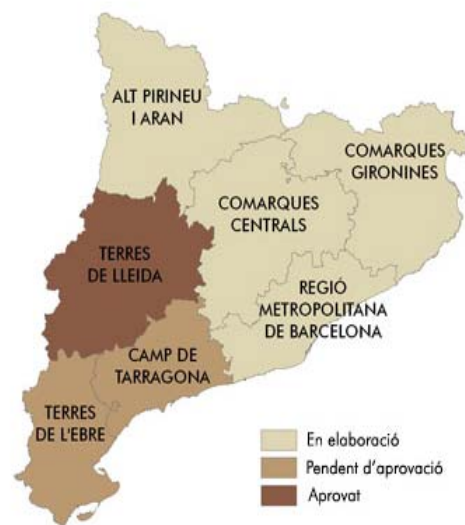 ALT PIRINEU
I ARAN
COMARQUES
GIRONINES
COMARQUES
CENTRALS
TERRES
DE LLEIDA
REGIÓ
METROPOLITANA
DE BARCELONA
CAMP DE
TARRAGONA
TERRES
DE L'EBRE
En elaboració
Pendent d'aprovació
Aprovat